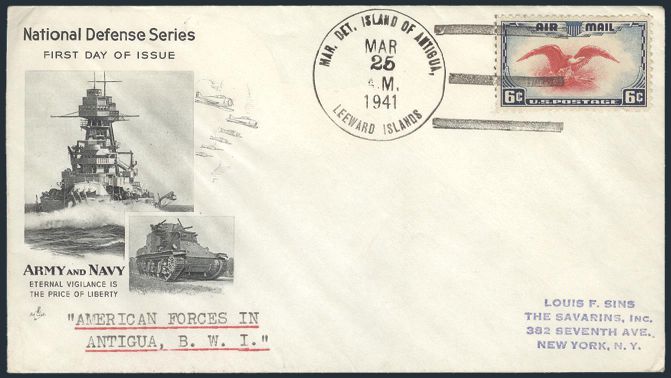 National Defense Series
FIRST DAY OF ISSUE
MAR. DET. ISLAND OF ANTIGUA,
MAR
25
A.M.
1941
LEEWARD ISLANDS
AIR MAIL
6¢ U.S. POSTAGE 6¢
ARMY AND NAVY
ETERNAL VIGILANCE IS
THE PRICE OF LIBERTY
"AMERICAN FORCES IN
ANTIGUA, B. W. I."
LOUIS F. SINS
THE SAVARINS, INC.
382 SEVENTH AVE.
NEW YORK, N. Y.